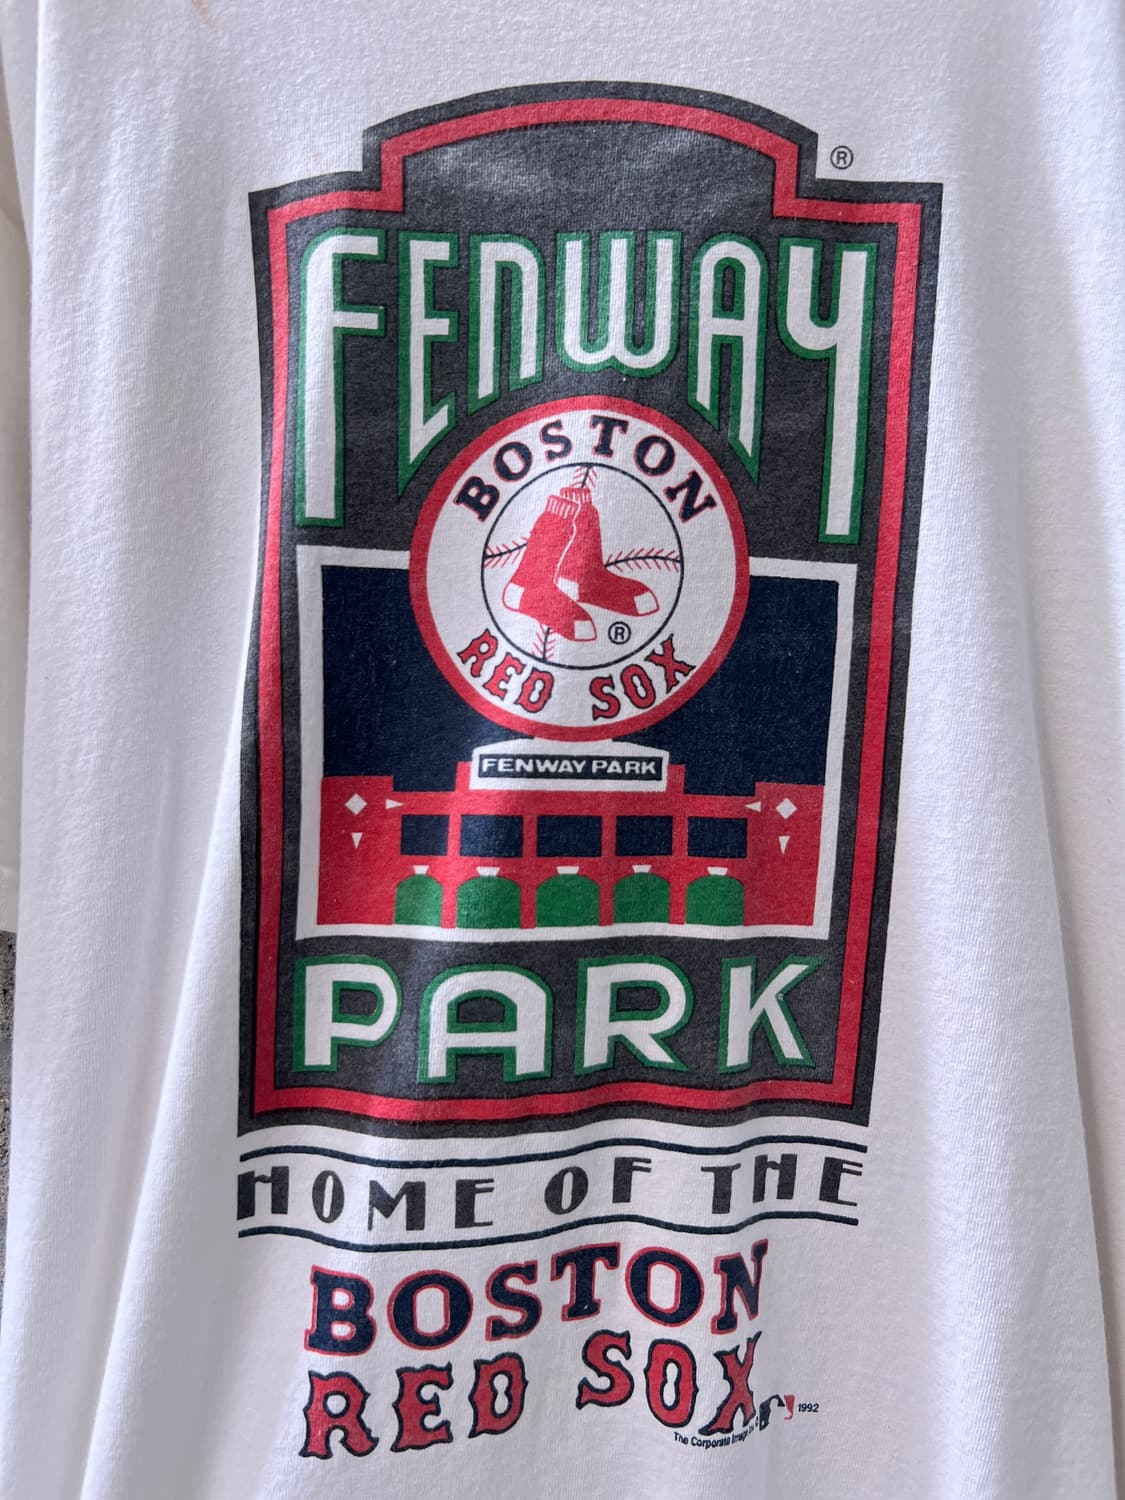 ®
FENWAY
BOSTON
®
RED SOX
FENWAY PARK
PARK
HOME OF THE
BOSTON
RED SOX
1992
The Corporate Image